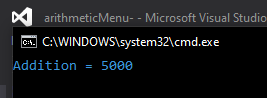 arithmeticMenu- - Microsoft Visual Studio
C:\WINDOWS\system32\cmd.exe
Addition = 5000